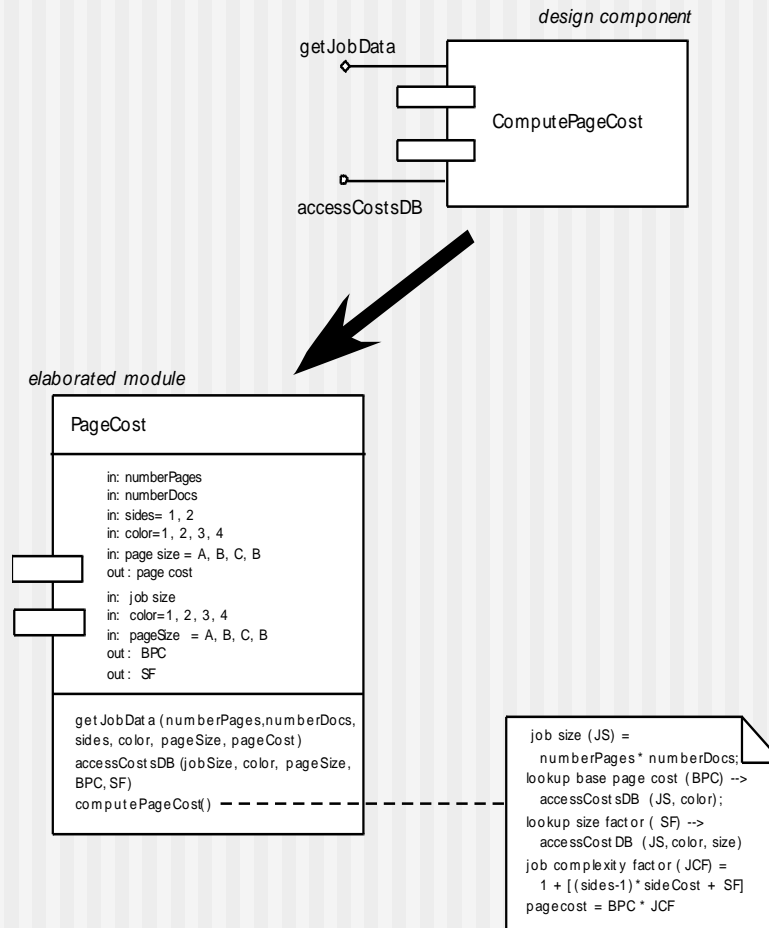 design component
getJobData
ComputePageCost
accessCostsDB
elaborated module
PageCost
in: numberPages
in: numberDocs
in: sides= 1, 2
in: color=1, 2, 3, 4
in: page size = A, B, C, B
out: page cost
in: job size
in: color=1, 2, 3, 4
in: pageSize = A, B, C, B
out: BPC
out: SF
getJobData (numberPages,numberDocs,
sides, color, pageSize, pageCost)
accessCostsDB (jobSize, color, pageSize,
BPC, SF)
computePageCost()
job size (JS) =
numberPages * numberDocs;
lookup base page cost (BPC) -->
accessCostsDB (JS, color);
lookup size factor (SF) -->
accessCostDB (JS, color, size)
job complexity factor (JCF) =
1 + [(sides-1)*sideCost + SF]
pagecost = BPC * JCF